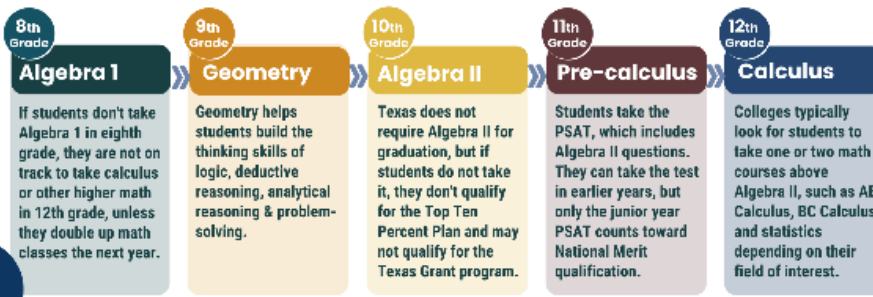 8th
Grade
Algebra 1
If students don't take
Algebra 1 in eighth
grade, they are not on
track to take calculus
or other higher math
in 12th grade, unless
they double up math
classes the next year.
9th
Grade
Geometry
Geometry helps
students build the
thinking skills of
logic, deductive
reasoning, analytical
reasoning & problem-
solving.
10th
Grade
Algebra II
Texas does not
require Algebra II for
graduation, but if
students do not take
it, they don't qualify
for the Top Ten
Percent Plan and may
not qualify for the
Texas Grant program.
11th
Grade
Pre-calculus
Students take the
PSAT, which includes
Algebra II questions.
They can take the test
in earlier years, but
only the junior year
PSAT counts toward
National Merit
qualification.
12th
Grade
Calculus
Colleges typically
look for students to
take one or two math
courses above
Algebra II, such as
Calculus, BC Calculus
and statistics
depending on their
field of interest.